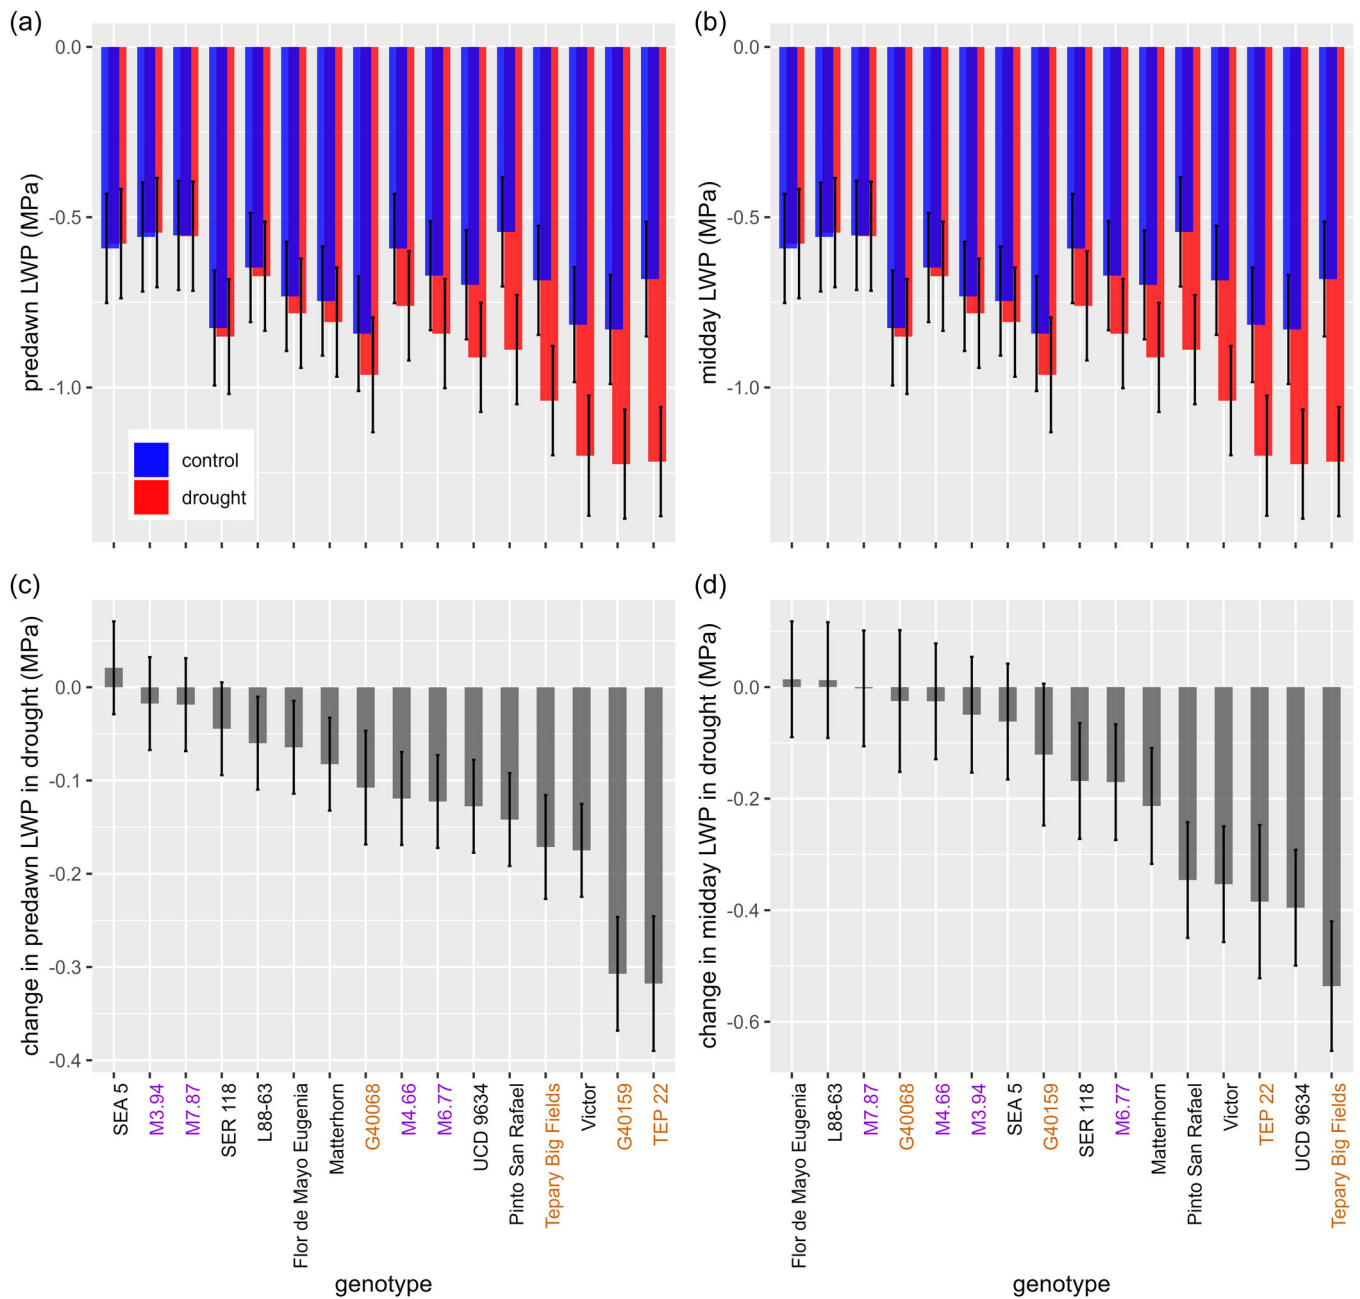 (a)
predawn LWP (MPa)
0.0
-0.5
-1.0
control
drought
(b)
midday LWP (MPa)
0.0
-0.5
-1.0
(c)
change in predawn LWP in drought (MPa)
0.0
-0.1
-0.2
-0.3
-0.4
SEA 5
M3.94
M7.87
SER 118
L88-63
Flor de Mayo Eugenia
Matterhorn
G40068
M4.66
M6.77
UCD 9634
Pinto San Rafael
Tepary Big Fields
Victor
G40159
TEP 22
genotype
(d)
change in midday LWP in drought (MPa)
0.0
-0.2
-0.4
-0.6
Flor de Mayo Eugenia
L88-63
M7.87
G40068
M4.66
M3.94
SEA 5
G40159
SER 118
M6.77
Matterhorn
Pinto San Rafael
Victor
TEP 22
UCD 9634
Tepary Big Fields
genotype